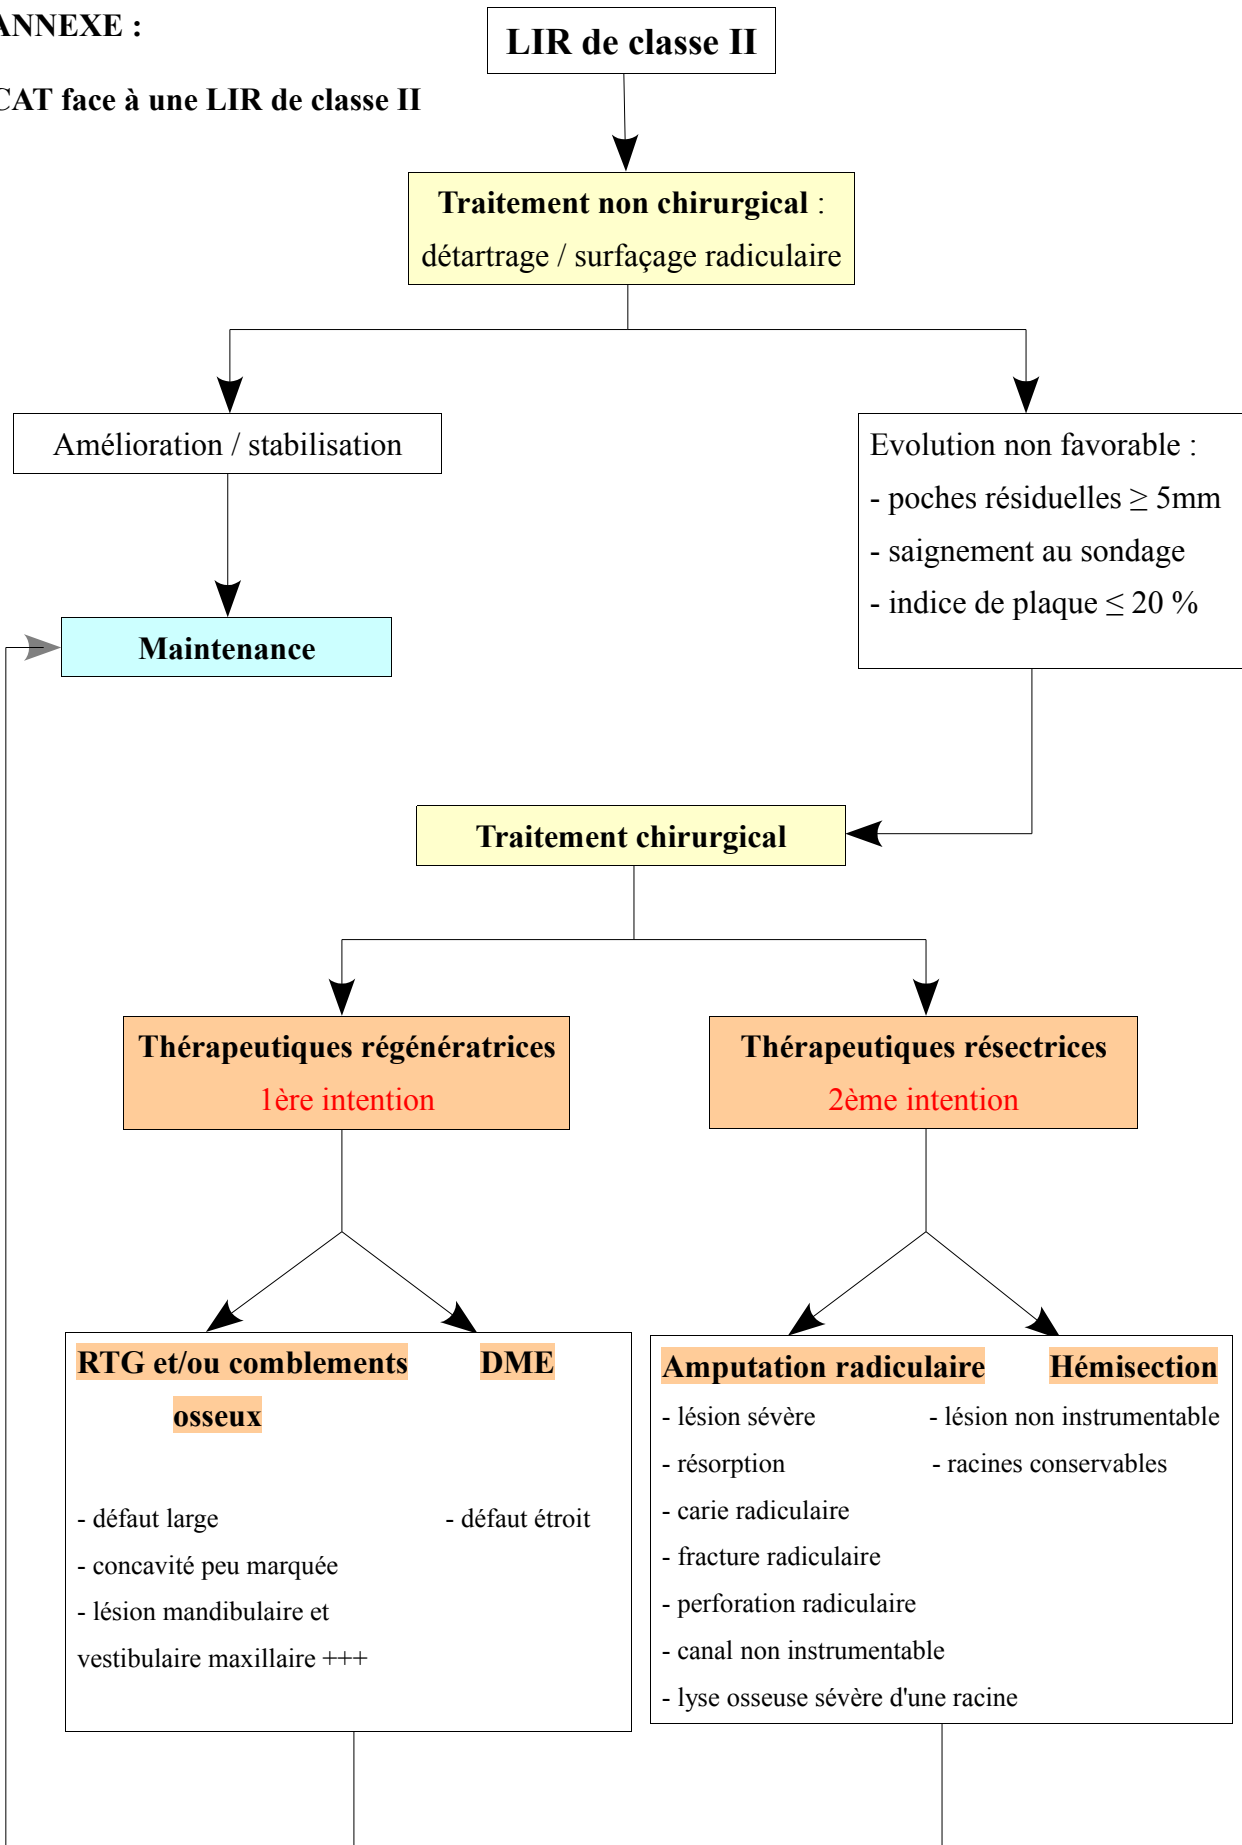 ANNEXE :
LIR de classe II
CAT face à une LIR de classe II
Traitement non chirurgical :
détartrage / surfaçage radiculaire
Amélioration / stabilisation
Maintenance
Evolution non favorable :
- poches résiduelles ≥ 5mm
- saignement au sondage
- indice de plaque ≤ 20 %
Traitement chirurgical
Thérapeutiques régénératrices
1ère intention
Thérapeutiques résectrices
2ème intention
RTG et/ou comblements DME
osseux
- défaut large - défaut étroit
- concavité peu marquée
- lésion mandibulaire et
vestibulaire maxillaire +++
Amputation radiculaire Hémisection
- lésion sévère - lésion non instrumentable
- résorption - racines conservables
- carie radiculaire
- fracture radiculaire
- perforation radiculaire
- canal non instrumentable
- lyse osseuse sévère d'une racine